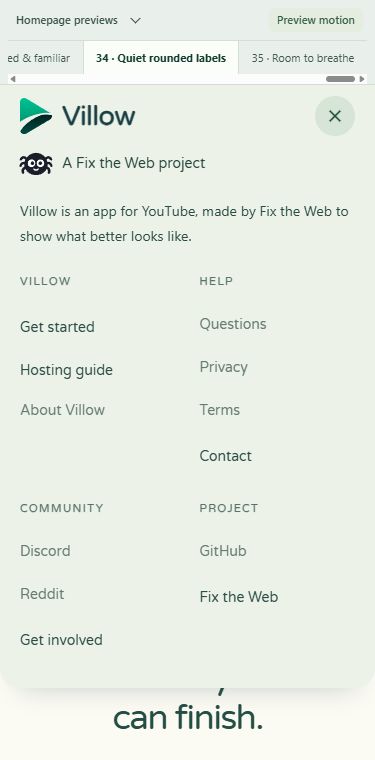 Homepage previews
Preview motion
ed & familiar
34 · Quiet rounded labels
35 · Room to breathe
Villow
A Fix the Web project
Villow is an app for YouTube, made by Fix the Web to
show what better looks like.
VILLOW
Get started
Hosting guide
About Villow
HELP
Questions
Privacy
Terms
Contact
COMMUNITY
Discord
Reddit
Get involved
PROJECT
GitHub
Fix the Web
can finish.